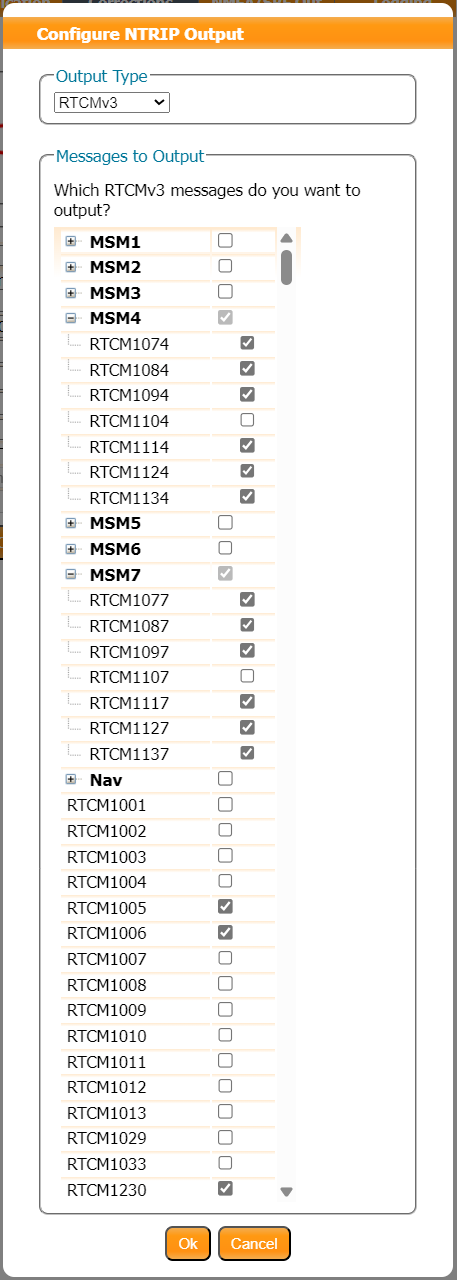 Configure NTRIP Output
Output Type
RTCMv3
Messages to Output
Which RTCMv3 messages do you want to
output?
MSM1
MSM2
MSM3
MSM4
RTCM1074
RTCM1084
RTCM1094
RTCM1104
RTCM1114
RTCM1124
RTCM1134
MSM5
MSM6
MSM7
RTCM1077
RTCM1087
RTCM1097
RTCM1107
RTCM1117
RTCM1127
RTCM1137
Nav
RTCM1001
RTCM1002
RTCM1003
RTCM1004
RTCM1005
RTCM1006
RTCM1007
RTCM1008
RTCM1009
RTCM1010
RTCM1011
RTCM1012
RTCM1013
RTCM1029
RTCM1033
RTCM1230
Ok Cancel